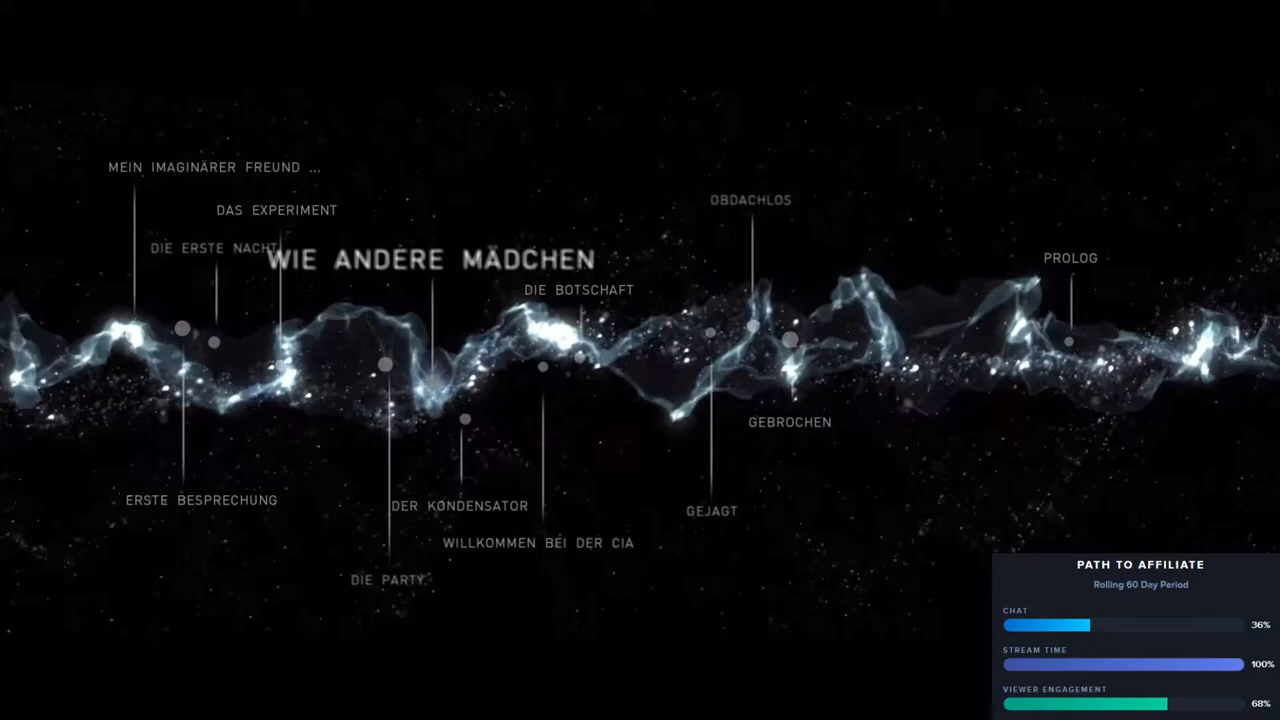 MEIN IMAGINÄRER FREUND ...
OBDACHLOS
DAS EXPERIMENT
DIE ERSTE NACHT
WIE ANDERE MÄDCHEN
PROLOG
DIE BOTSCHAFT
GEBROCHEN
ERSTE BESPRECHUNG
DER KONDENSATOR
GEJAGT
WILLKOMMEN BEI DER CIA
DIE PARTY
PATH TO AFFILIATE
Rolling 60 Day Period
CHAT
36%
STREAM TIME
100%
VIEWER ENGAGEMENT
68%